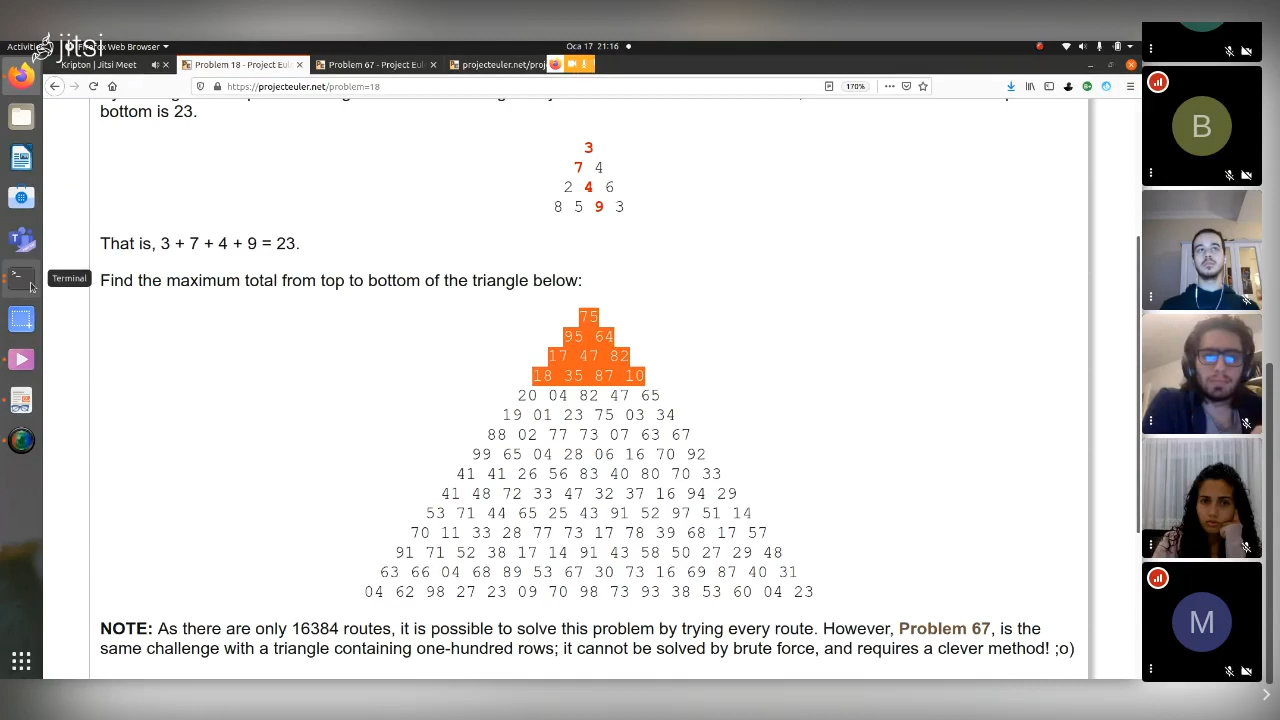 Activities
Firefox Web Browser
Oca 17 21:16
jitsi
Kripton | Jitsi Meet
Problem 18 - Project Eul
Problem 67 - Project Eul
projecteuler.net/proj
https://projecteuler.net/problem=18
170%
bottom is 23.
3
7 4
2 4 6
8 5 9 3
That is, 3 + 7 + 4 + 9 = 23.
Terminal
Find the maximum total from top to bottom of the triangle below:
75
95 64
17 47 82
18 35 87 10
20 04 82 47 65
19 01 23 75 03 34
88 02 77 73 07 63 67
99 65 04 28 06 16 70 92
41 41 26 56 83 40 80 70 33
41 48 72 33 47 32 37 16 94 29
53 71 44 65 25 43 91 52 97 51 14
70 11 33 28 77 73 17 78 39 68 17 57
91 71 52 38 17 14 91 43 58 50 27 29 48
63 66 04 68 89 53 67 30 73 16 69 87 40 31
04 62 98 27 23 09 70 98 73 93 38 53 60 04 23
NOTE: As there are only 16384 routes, it is possible to solve this problem by trying every route. However, Problem 67, is the
same challenge with a triangle containing one-hundred rows; it cannot be solved by brute force, and requires a clever method! ;o)
B
M